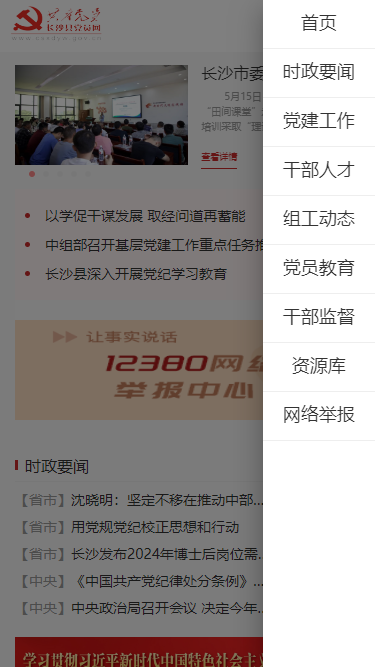 长沙县党员网
首页
时政要闻
党建工作
干部人才
组工动态
党员教育
干部监督
资源库
网络举报
长沙市委
5月15日
“田间课堂”
培训采取“理
查看详情
以学促干谋发展 取经问道再蓄能
中组部召开基层党建工作重点任务推
长沙县深入开展党纪学习教育
让事实说话
12380网络
举报中心
时政要闻
【省市】沈晓明：坚定不移在推动中部...
【省市】用党规党纪校正思想和行动
【省市】长沙发布2024年博士后岗位需...
【中央】《中国共产党纪律处分条例》...
【中央】中央政治局召开会议 决定今年...
学习贯彻习近平新时代中国特色社会主义